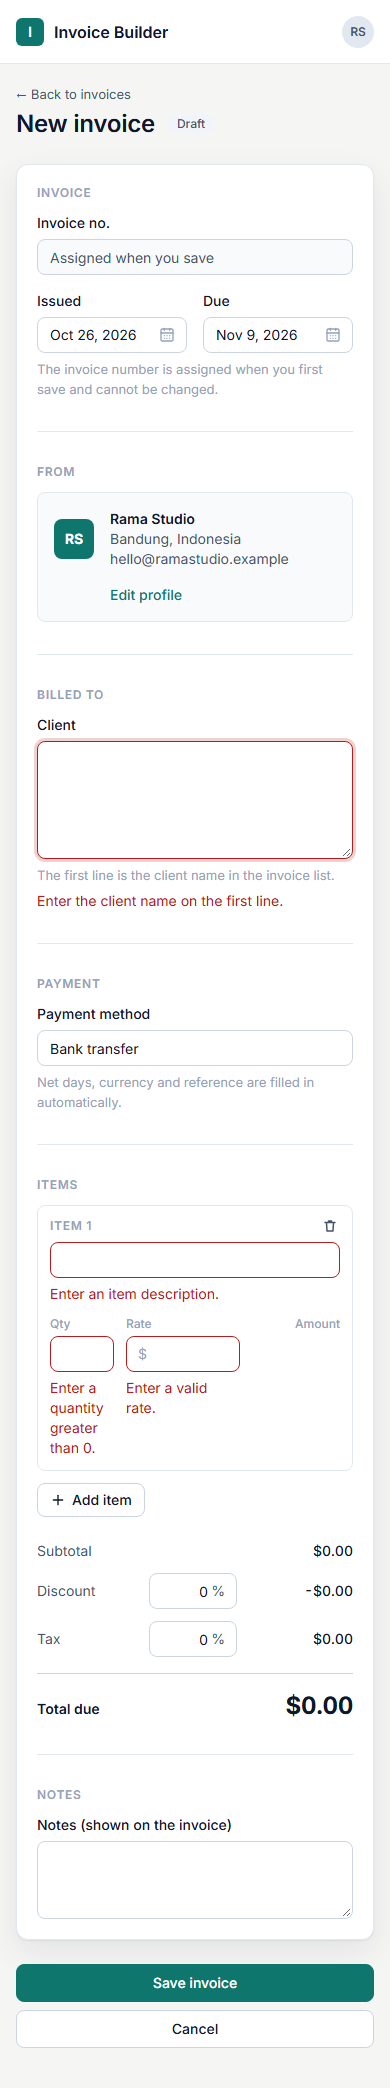 I Invoice Builder RS
← Back to invoices
New invoice Draft
INVOICE
Invoice no.
Assigned when you save
Issued Due
Oct 26, 2026 Nov 9, 2026
The invoice number is assigned when you first
save and cannot be changed.
FROM
RS
Rama Studio
Bandung, Indonesia
hello@ramastudio.example
Edit profile
BILLED TO
Client
The first line is the client name in the invoice list.
Enter the client name on the first line.
PAYMENT
Payment method
Bank transfer
Net days, currency and reference are filled in
automatically.
ITEMS
ITEM 1
Enter an item description.
Qty Rate Amount
$
Enter a
quantity
greater
than 0.
Enter a valid
rate.
+ Add item
Subtotal $0.00
Discount 0 % -$0.00
Tax 0 % $0.00
Total due $0.00
NOTES
Notes (shown on the invoice)
Save invoice
Cancel